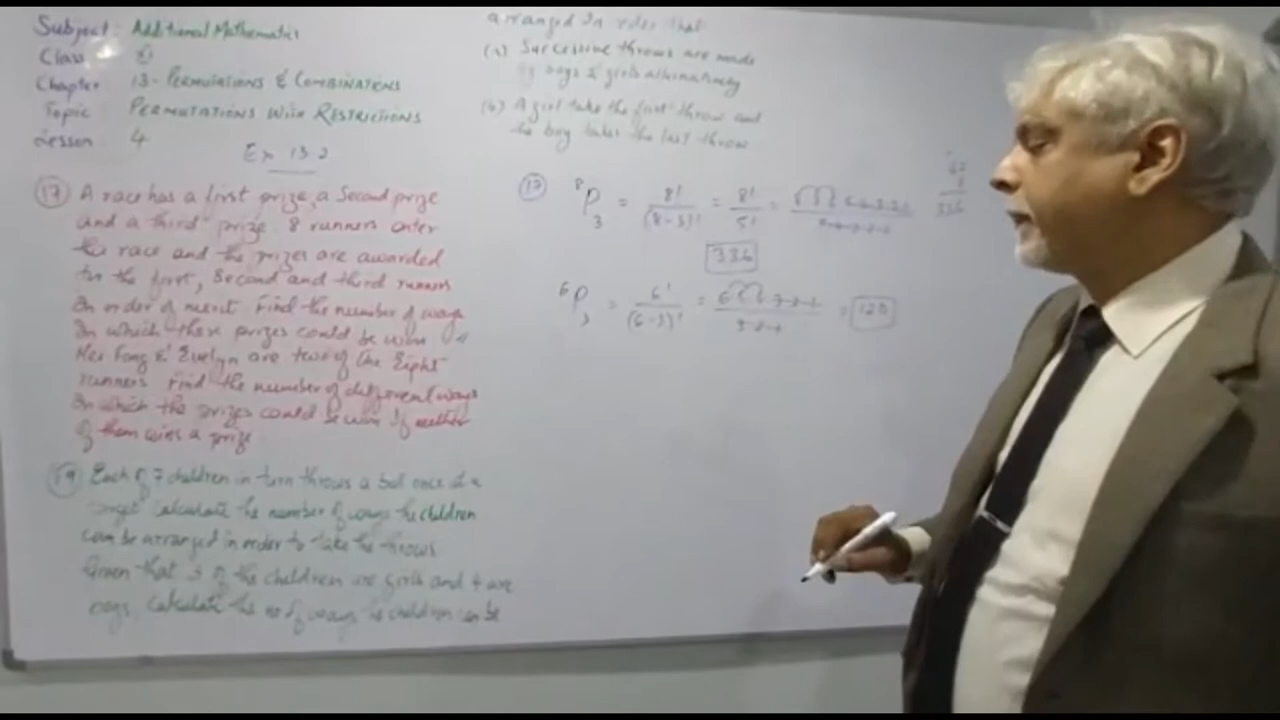 Subject: Additional Mathematics
Class XI
Chapter 13 - PERMUTATIONS & COMBINATIONS
Topic PERMUTATIONS With RESTRICTIONS
Lesson 4
Ex 13.2
(17) A race has a first prize, a Second prize
and a third prize. 8 runners enter
the race and the prizes are awarded
for the first, Second and third runners
in order of merit. Find the number of ways
in which these prizes could be won.
Fong & Evelyn are two of the Eight
runners. Find the number of different ways
in which the prizes could be won if neither
of them wins a prize
(19) Each of 7 children in turn throws a ball once at a
target calculate the number of ways the children
can be arranged in order to take the throws
Given that 3 of the children are girls and 4 are
boys, calculate the no of ways the children can be
arranged in order that
(a) Successive throws are made
by boys & girls alternatively
(b) A girl take the first throw and
a boy takes the last throw
(17) ⁸P₃ = 8!/(8-3)! = 8!/5! =
336
⁶P₃ = 6!/(6-3)! = = 120
336